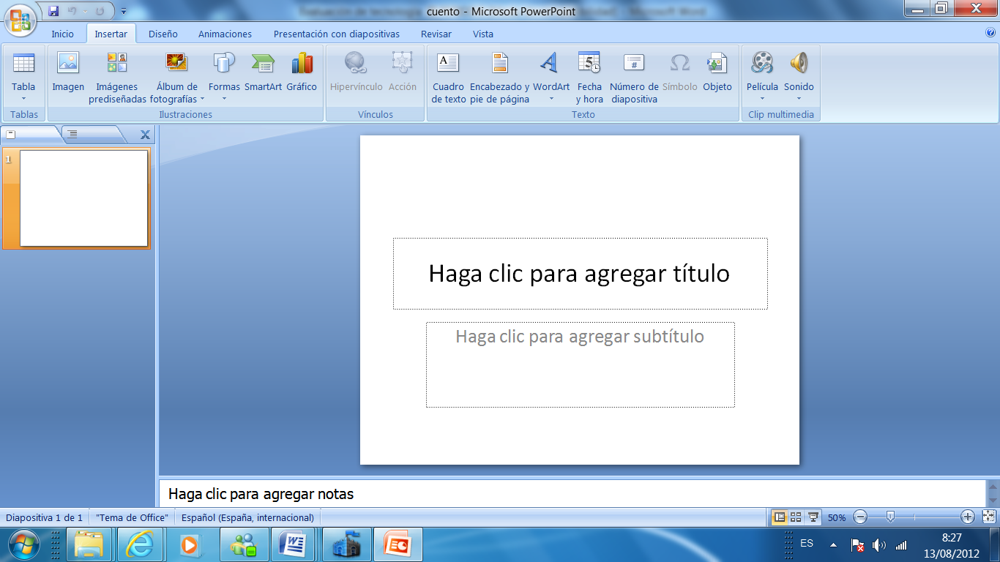 cuento - Microsoft PowerPoint
Inicio Insertar Diseño Animaciones Presentación con diapositivas Revisar Vista
Tabla Imagen Imágenes prediseñadas Álbum de fotografías Formas SmartArt Gráfico Hipervínculo Acción Cuadro de texto Encabezado y pie de página WordArt Fecha y hora Número de diapositiva Símbolo Objeto Película Sonido
Tablas Ilustraciones Vínculos Texto Clip multimedia
1
Haga clic para agregar título
Haga clic para agregar subtítulo
Haga clic para agregar notas
Diapositiva 1 de 1 "Tema de Office" Español (España, internacional) 50%
ES 8:27
13/08/2012